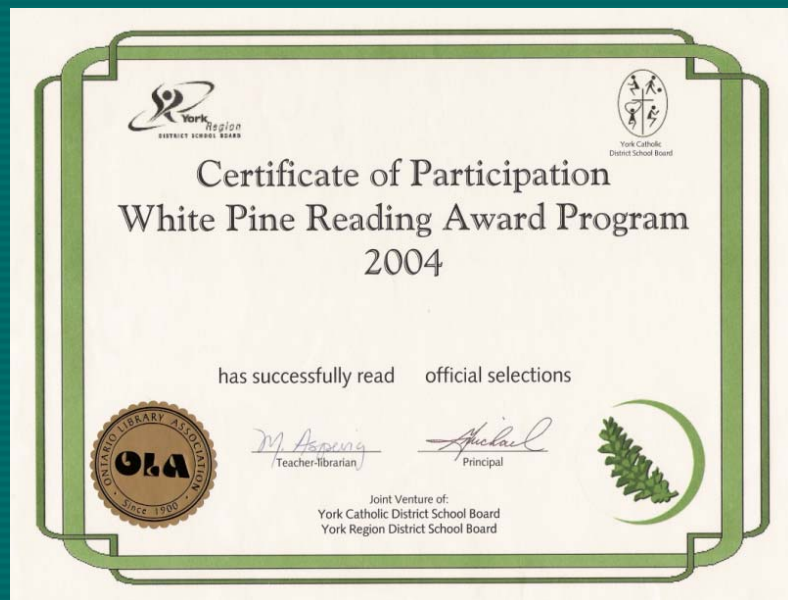 York Region
DISTRICT SCHOOL BOARD
York Catholic
District School Board
Certificate of Participation
White Pine Reading Award Program
2004
has successfully read official selections
Teacher-librarian
Principal
ONTARIO LIBRARY ASSOCIATION
OLA
Since 1900
Joint Venture of:
York Catholic District School Board
York Region District School Board